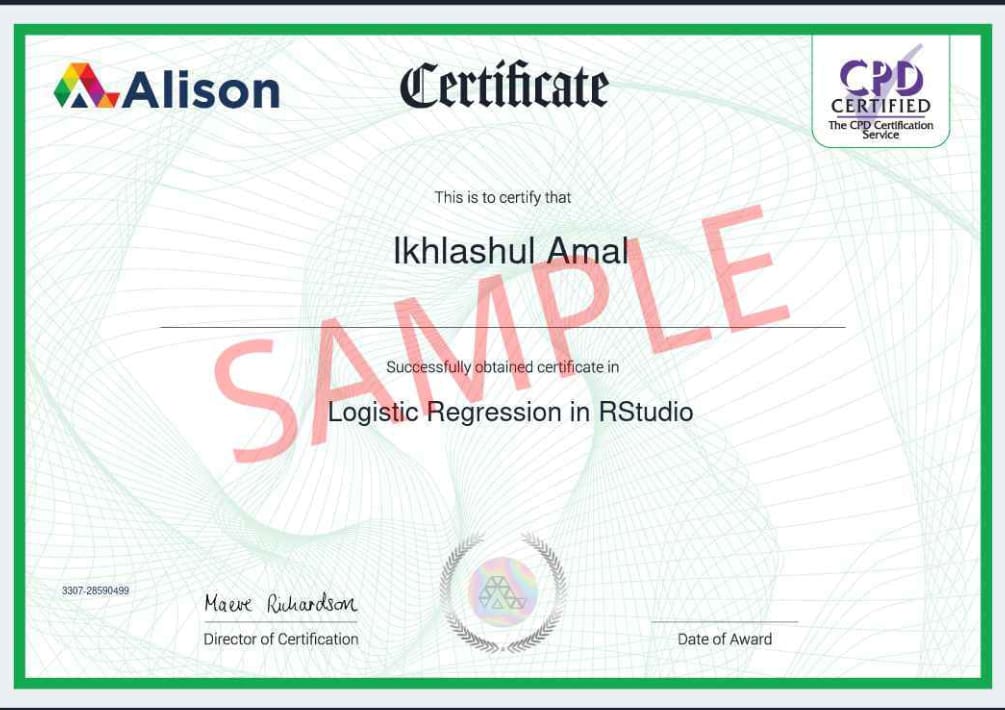 Alison
Certificate
CPD
CERTIFIED
The CPD Certification
Service
This is to certify that
Ikhlashul Amal
SAMPLE
Successfully obtained certificate in
Logistic Regression in RStudio
3307-28590499
Maeve Richardson
Director of Certification
Date of Award